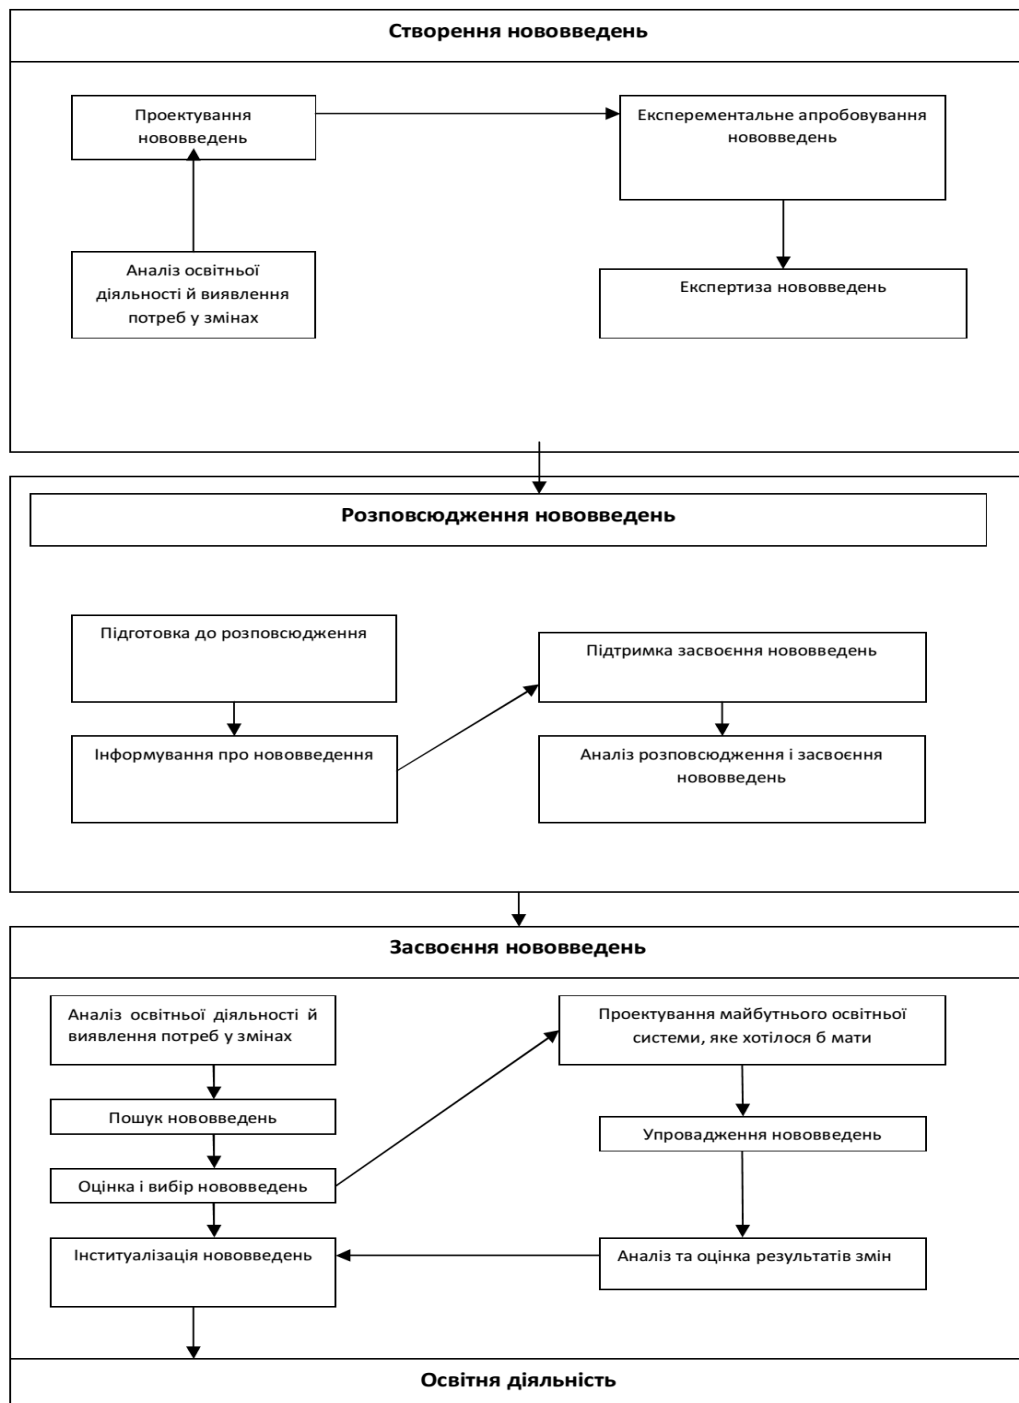 Створення нововведень
Проектування
нововведень
Експерементальне апробовування
нововведень
Аналіз освітньої
діяльності й виявлення
потреб у змінах
Експертиза нововведень
Розповсюдження нововведень
Підготовка до розповсюдження
Підтримка засвоєння нововведень
Інформування про нововведення
Аналіз розповсюдження і засвоєння
нововведень
Засвоєння нововведень
Аналіз освітньої діяльності й
виявлення потреб у змінах
Проектування майбутнього освітньої
системи, яке хотілося б мати
Пошук нововведень
Упровадження нововведень
Оцінка і вибір нововведень
Інституалізація нововведень
Аналіз та оцінка результатів змін
Освітня діяльність